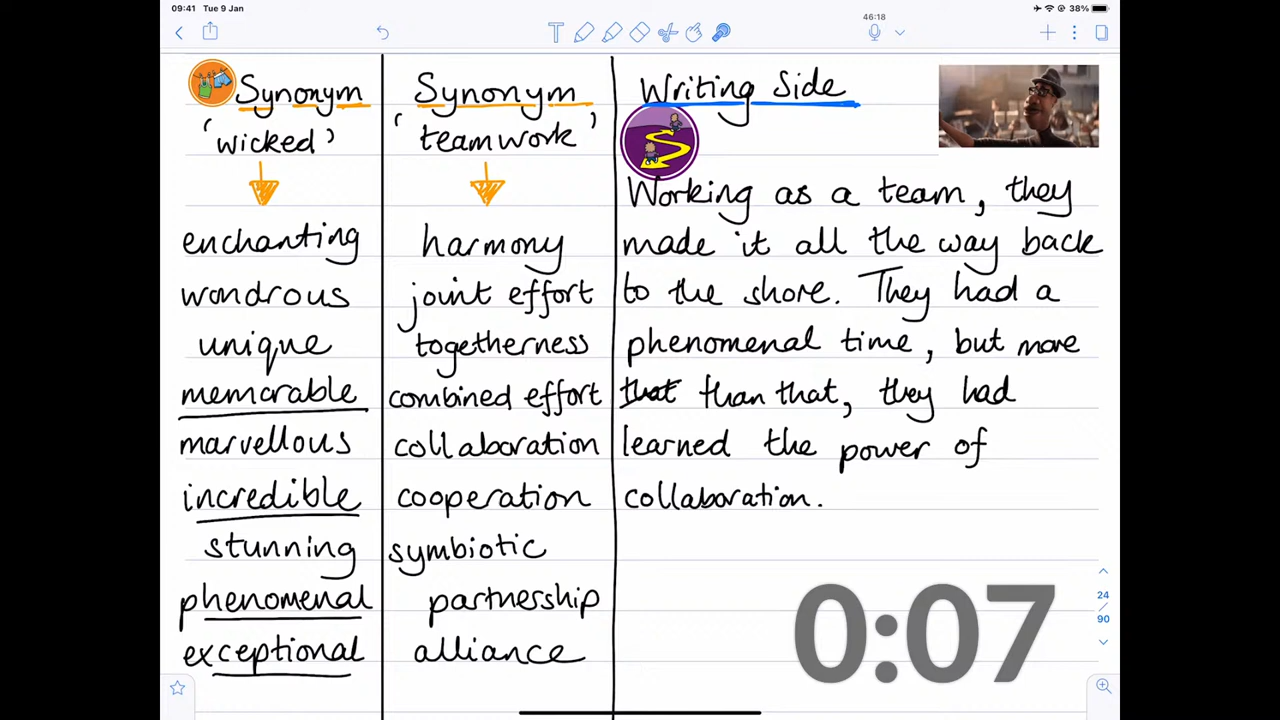 09:41 Tue 9 Jan
38%
46:18
Synonym
'wicked'
enchanting
wondrous
unique
memorable
marvellous
incredible
stunning
phenomenal
exceptional
Synonym
'teamwork'
harmony
joint effort
togetherness
combined effort
collaboration
cooperation
symbiotic
partnership
alliance
Writing Side
Working as a team, they
made it all the way back
to the shore. They had a
phenomenal time, but more
that than that, they had
learned the power of
collaboration.
24
90
0:07